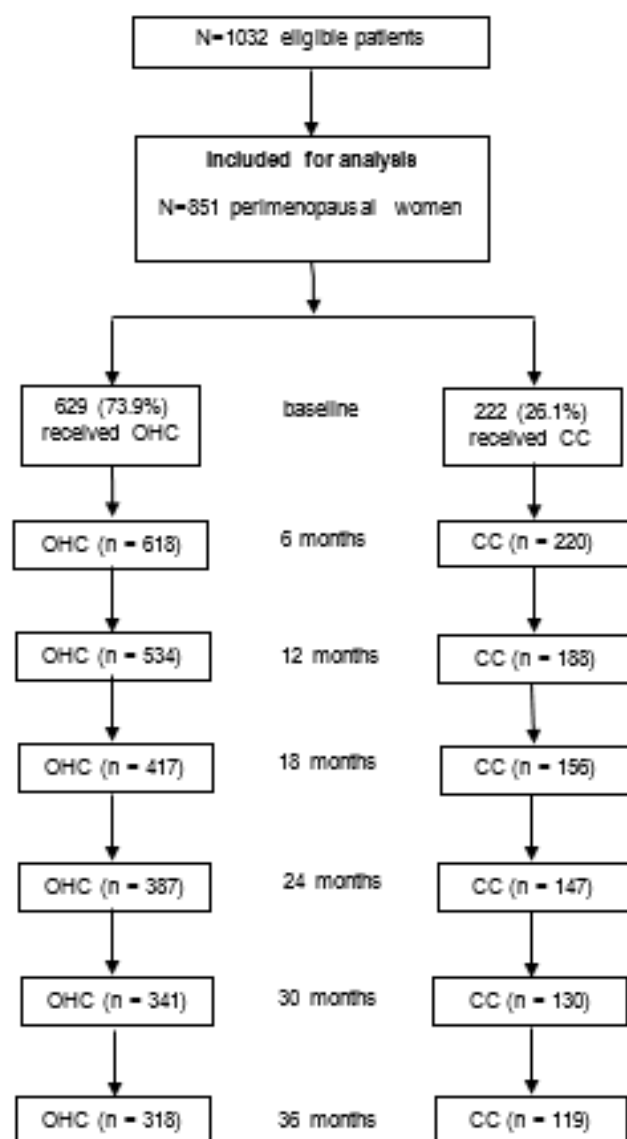 N=1032 eligible patients
Included for analysis
N=851 perimenopausal women
629 (73.9%)
received OHC
baseline
222 (26.1%)
received CC
OHC (n = 618)
6 months
CC (n = 220)
OHC (n = 534)
12 months
CC (n = 188)
OHC (n = 417)
18 months
CC (n = 156)
OHC (n = 387)
24 months
CC (n = 147)
OHC (n = 341)
30 months
CC (n = 130)
OHC (n = 318)
36 months
CC (n = 119)